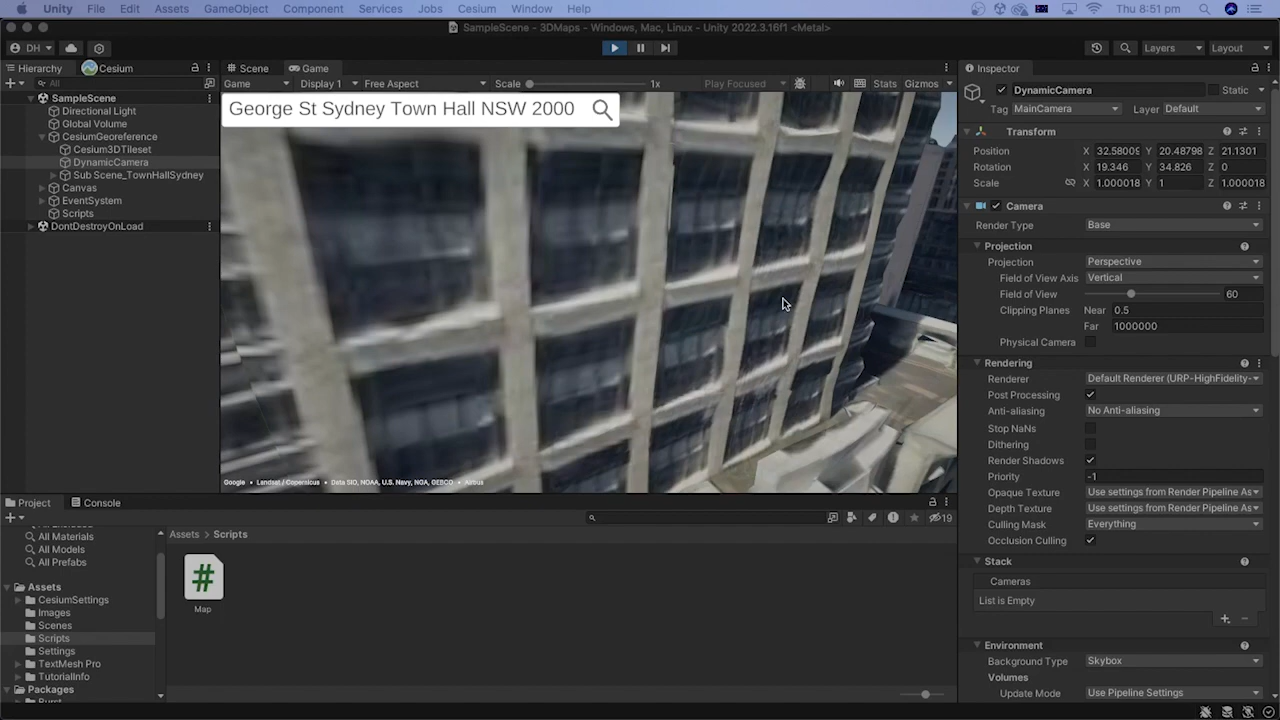 Unity File Edit Assets GameObject Component Services Jobs Cesium Window Help Thu 8:51 pm
SampleScene - 3DMaps - Windows, Mac, Linux - Unity 2022.3.16f1 <Metal>
DH Layers Layout
Hierarchy Cesium
All
SampleScene
Directional Light
Global Volume
CesiumGeoreference
Cesium3DTileset
DynamicCamera
Sub Scene_TownHallSydney
Canvas
EventSystem
Scripts
DontDestroyOnLoad
Scene Game
Game Display 1 Free Aspect Scale 1x Play Focused Stats Gizmos
George St Sydney Town Hall NSW 2000
Google • Landsat / Copernicus • Data SIO, NOAA, U.S. Navy, NGA, GEBCO • Airbus
Inspector
DynamicCamera Static
Tag MainCamera Layer Default
Transform
Position X 32.58009 Y 20.48798 Z 21.1301
Rotation X 19.346 Y 34.826 Z 0
Scale X 1.000018 Y 1 Z 1.000018
Camera
Render Type Base
Projection
Projection Perspective
Field of View Axis Vertical
Field of View 60
Clipping Planes Near 0.5
Far 1000000
Physical Camera
Rendering
Renderer Default Renderer (URP-HighFidelity-
Post Processing
Anti-aliasing No Anti-aliasing
Stop NaNs
Dithering
Render Shadows
Priority -1
Opaque Texture Use settings from Render Pipeline As
Depth Texture Use settings from Render Pipeline As
Culling Mask Everything
Occlusion Culling
Stack
Cameras
List is Empty
Environment
Background Type Skybox
Volumes
Update Mode Use Pipeline Settings
Project Console
19
All Materials
All Models
All Prefabs
Assets
CesiumSettings
Images
Scenes
Scripts
Settings
TextMesh Pro
TutorialInfo
Packages
Assets > Scripts
#
Map